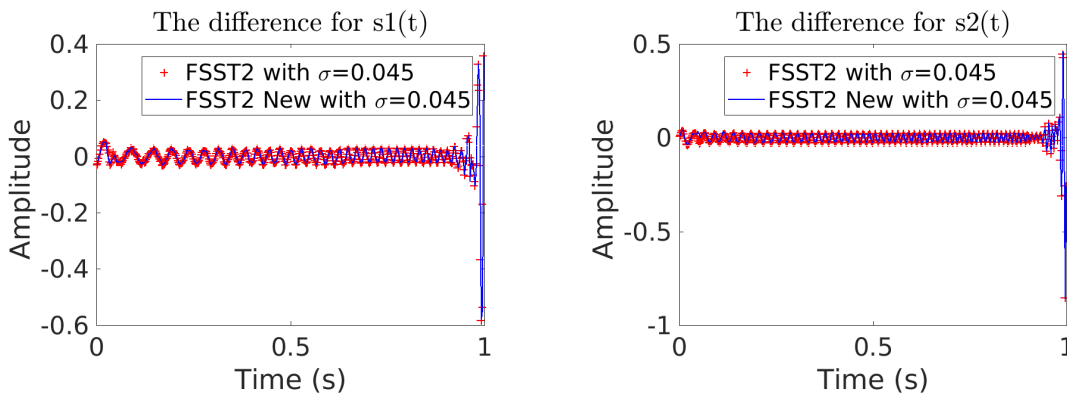 The difference for s1(t)
0.4
0.2
0
-0.2
-0.4
-0.6
Amplitude
FSST2 with σ=0.045
FSST2 New with σ=0.045
0
0.5
1
Time (s)
The difference for s2(t)
0.5
0
-0.5
-1
Amplitude
FSST2 with σ=0.045
FSST2 New with σ=0.045
0
0.5
1
Time (s)